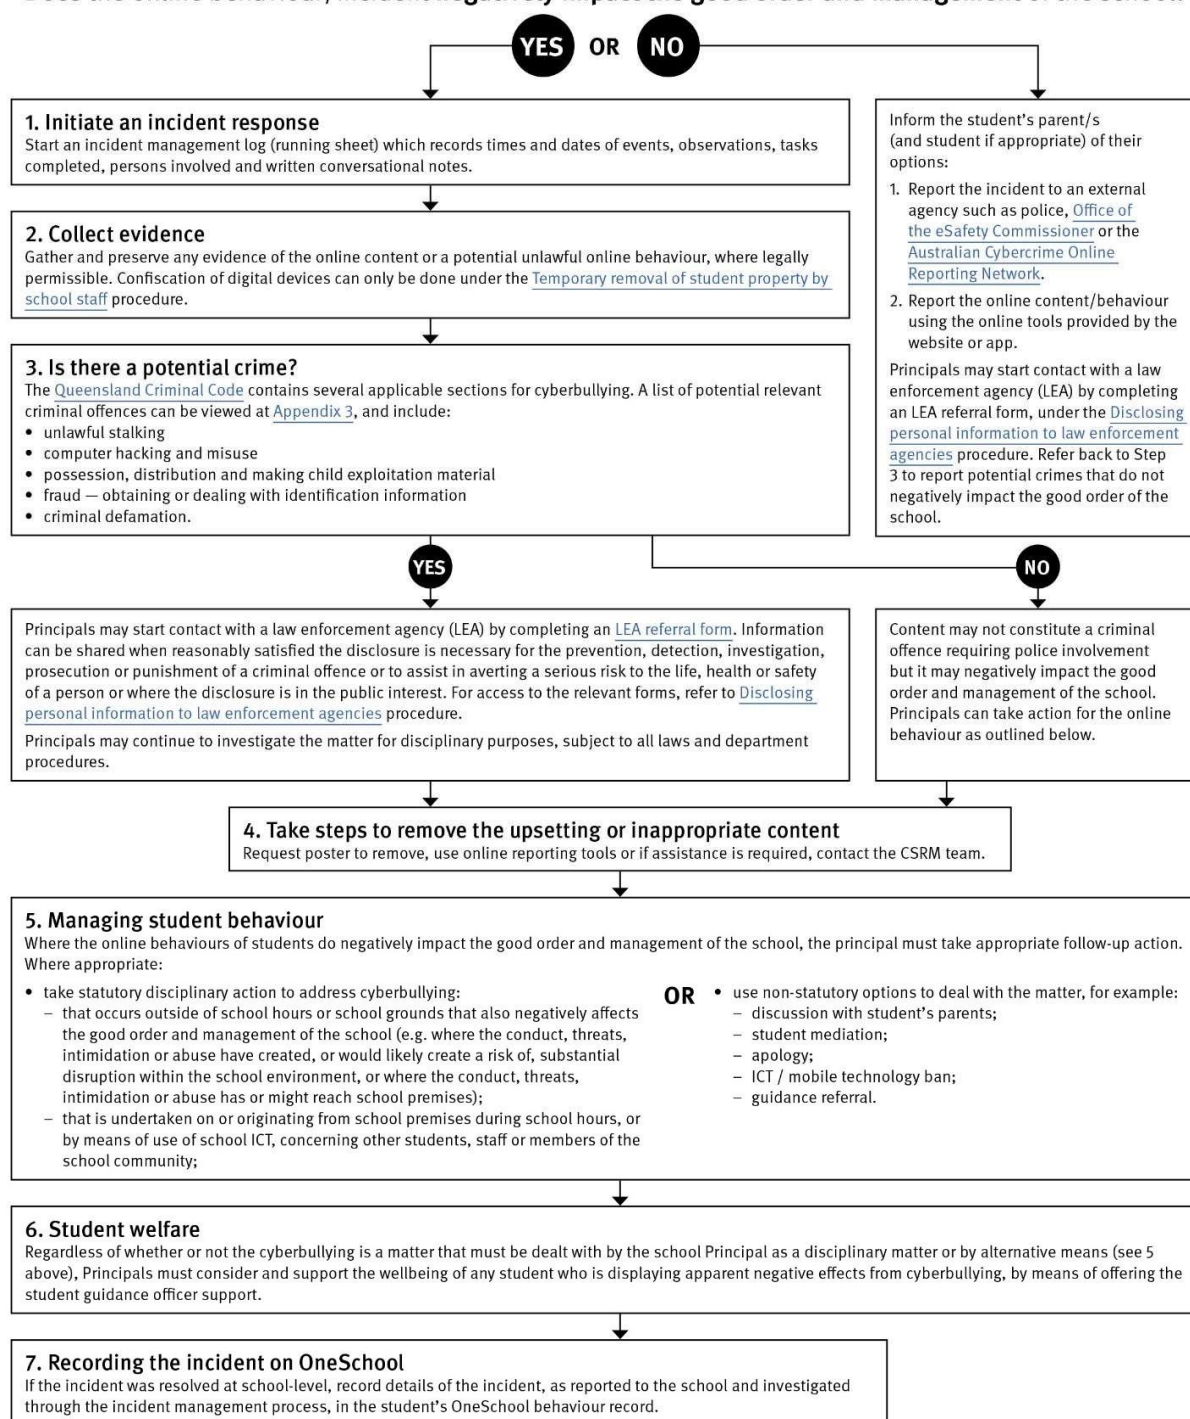 Does the online behaviour/incident negatively impact the good order and management of the school?
YES OR NO
1. Initiate an incident response
Start an incident management log (running sheet) which records times and dates of events, observations, tasks
completed, persons involved and written conversational notes.
2. Collect evidence
Gather and preserve any evidence of the online content or a potential unlawful online behaviour, where legally
permissible. Confiscation of digital devices can only be done under the Temporary removal of student property by
school staff procedure.
3. Is there a potential crime?
The Queensland Criminal Code contains several applicable sections for cyberbullying. A list of potential relevant
criminal offences can be viewed at Appendix 3, and include:
• unlawful stalking
• computer hacking and misuse
• possession, distribution and making child exploitation material
• fraud — obtaining or dealing with identification information
• criminal defamation.
Inform the student's parent/s
(and student if appropriate) of their
options:
1. Report the incident to an external
agency such as police, Office of
the eSafety Commissioner or the
Australian Cybercrime Online
Reporting Network.
2. Report the online content/behaviour
using the online tools provided by the
website or app.
Principals may start contact with a law
enforcement agency (LEA) by completing
an LEA referral form, under the Disclosing
personal information to law enforcement
agencies procedure. Refer back to Step
3 to report potential crimes that do not
negatively impact the good order of the
school.
YES
NO
Principals may start contact with a law enforcement agency (LEA) by completing an LEA referral form. Information
can be shared when reasonably satisfied the disclosure is necessary for the prevention, detection, investigation,
prosecution or punishment of a criminal offence or to assist in averting a serious risk to the life, health or safety
of a person or where the disclosure is in the public interest. For access to the relevant forms, refer to Disclosing
personal information to law enforcement agencies procedure.
Principals may continue to investigate the matter for disciplinary purposes, subject to all laws and department
procedures.
Content may not constitute a criminal
offence requiring police involvement
but it may negatively impact the good
order and management of the school.
Principals can take action for the online
behaviour as outlined below.
4. Take steps to remove the upsetting or inappropriate content
Request poster to remove, use online reporting tools or if assistance is required, contact the CSRM team.
5. Managing student behaviour
Where the online behaviours of students do negatively impact the good order and management of the school, the principal must take appropriate follow-up action.
Where appropriate:
• take statutory disciplinary action to address cyberbullying:
– that occurs outside of school hours or school grounds that also negatively affects
the good order and management of the school (e.g. where the conduct, threats,
intimidation or abuse have created, or would likely create a risk of, substantial
disruption within the school environment, or where the conduct, threats,
intimidation or abuse has or might reach school premises);
– that is undertaken on or originating from school premises during school hours, or
by means of use of school ICT, concerning other students, staff or members of the
school community;
OR
• use non-statutory options to deal with the matter, for example:
– discussion with student's parents;
– student mediation;
– apology;
– ICT / mobile technology ban;
– guidance referral.
6. Student welfare
Regardless of whether or not the cyberbullying is a matter that must be dealt with by the school Principal as a disciplinary matter or by alternative means (see 5
above), Principals must consider and support the wellbeing of any student who is displaying apparent negative effects from cyberbullying, by means of offering the
student guidance officer support.
7. Recording the incident on OneSchool
If the incident was resolved at school-level, record details of the incident, as reported to the school and investigated
through the incident management process, in the student's OneSchool behaviour record.